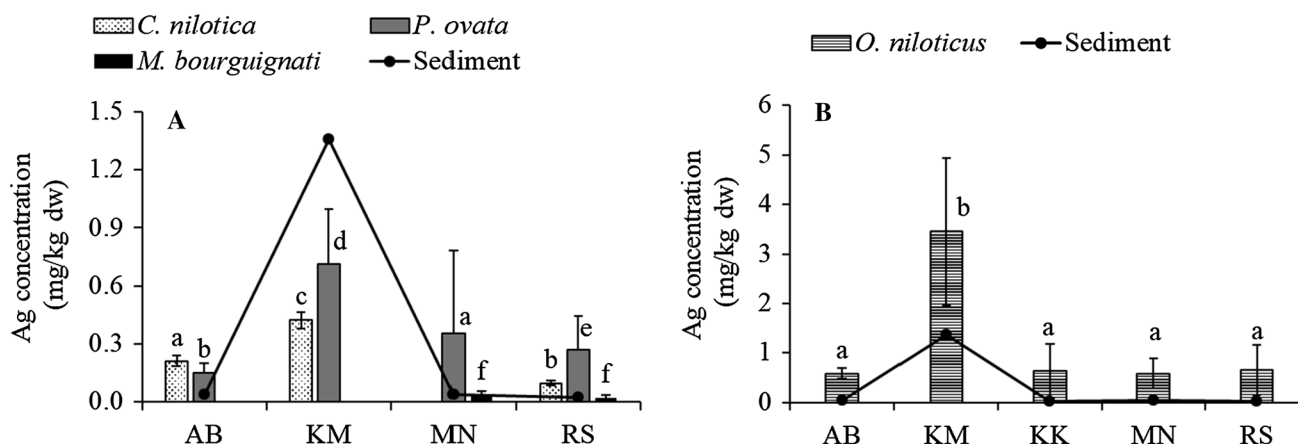 C. nilotica P. ovata
M. bourguignati Sediment
A
Ag concentration
(mg/kg dw)
1.5
1.2
0.9
0.6
0.3
0.0
a b c d a f b e f
AB KM MN RS
O. niloticus Sediment
B
Ag concentration
(mg/kg dw)
6
5
4
3
2
1
0
a b a a a
AB KM KK MN RS